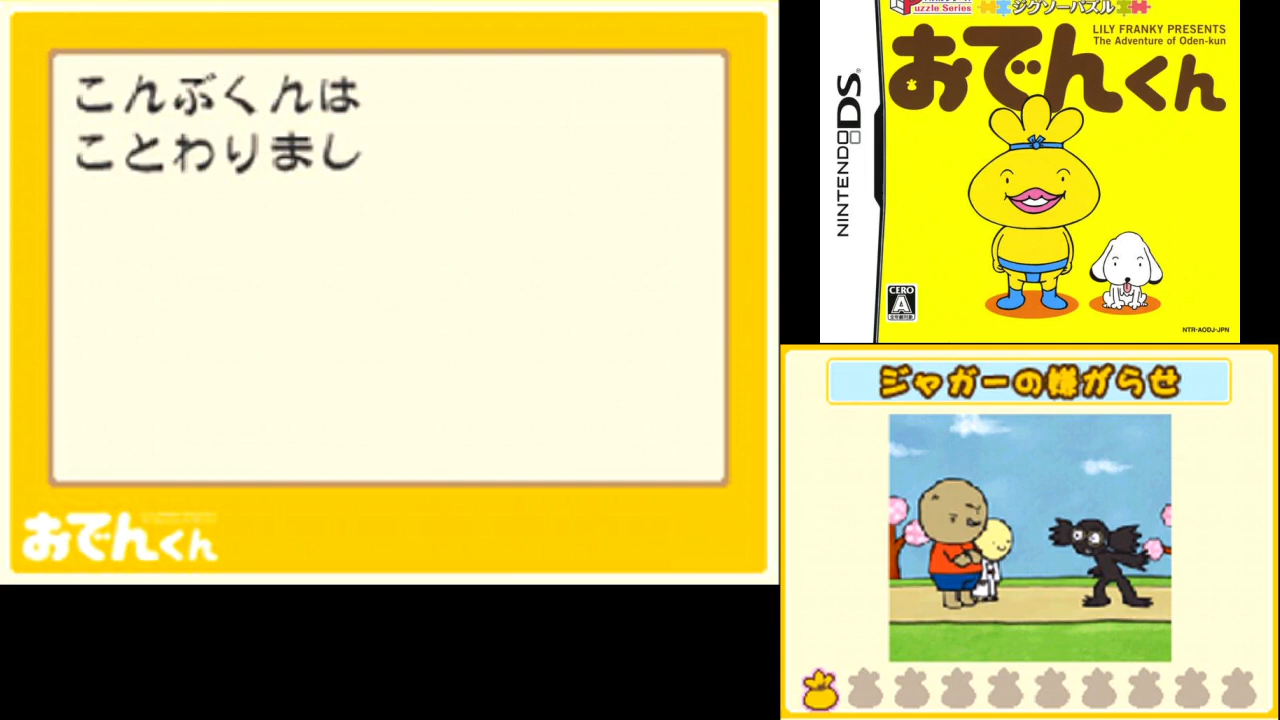 こんぶくんは
ことわりまし
おでんくん
Puzzle Series
ジグソーパズル
LILY FRANKY PRESENTS
The Adventure of Oden-kun
おでんくん
NINTENDO DS
CERO
A
NTR-AODJ-JPN
ジャガーの嫌がらせ